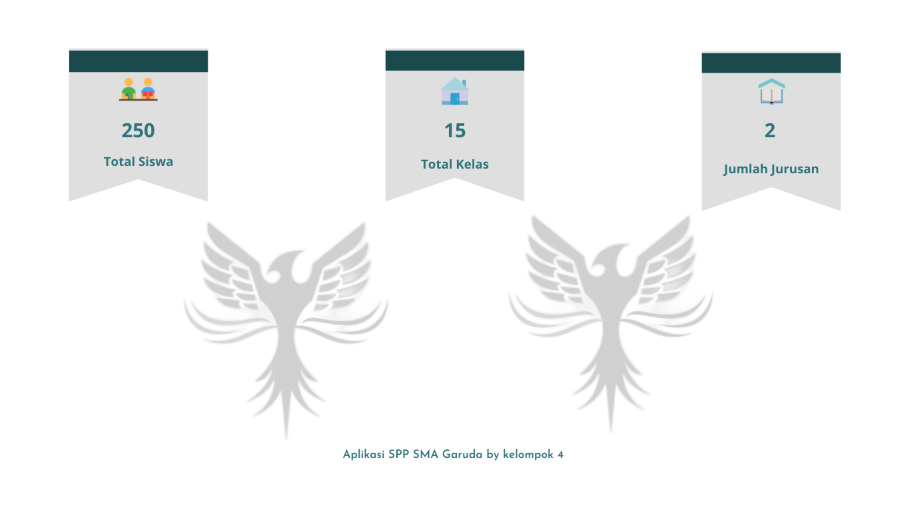 250
Total Siswa
15
Total Kelas
2
Jumlah Jurusan
Aplikasi SPP SMA Garuda by kelompok 4